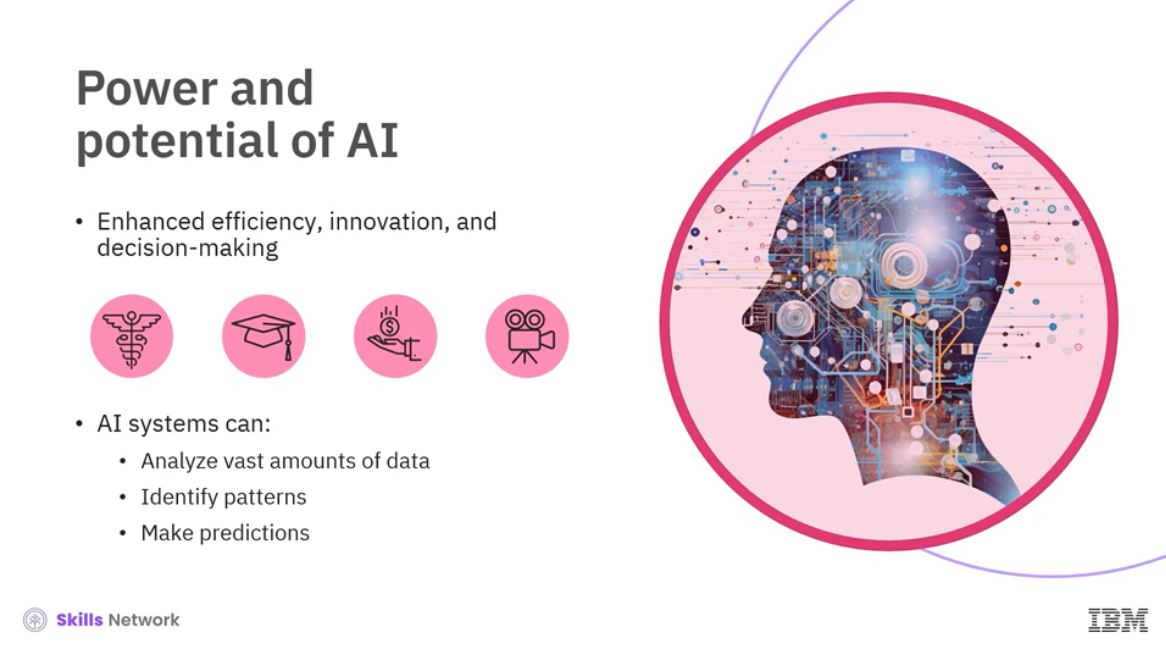 Power and
potential of AI
• Enhanced efficiency, innovation, and
decision-making
$
• AI systems can:
• Analyze vast amounts of data
• Identify patterns
• Make predictions
Skills Network
IBM